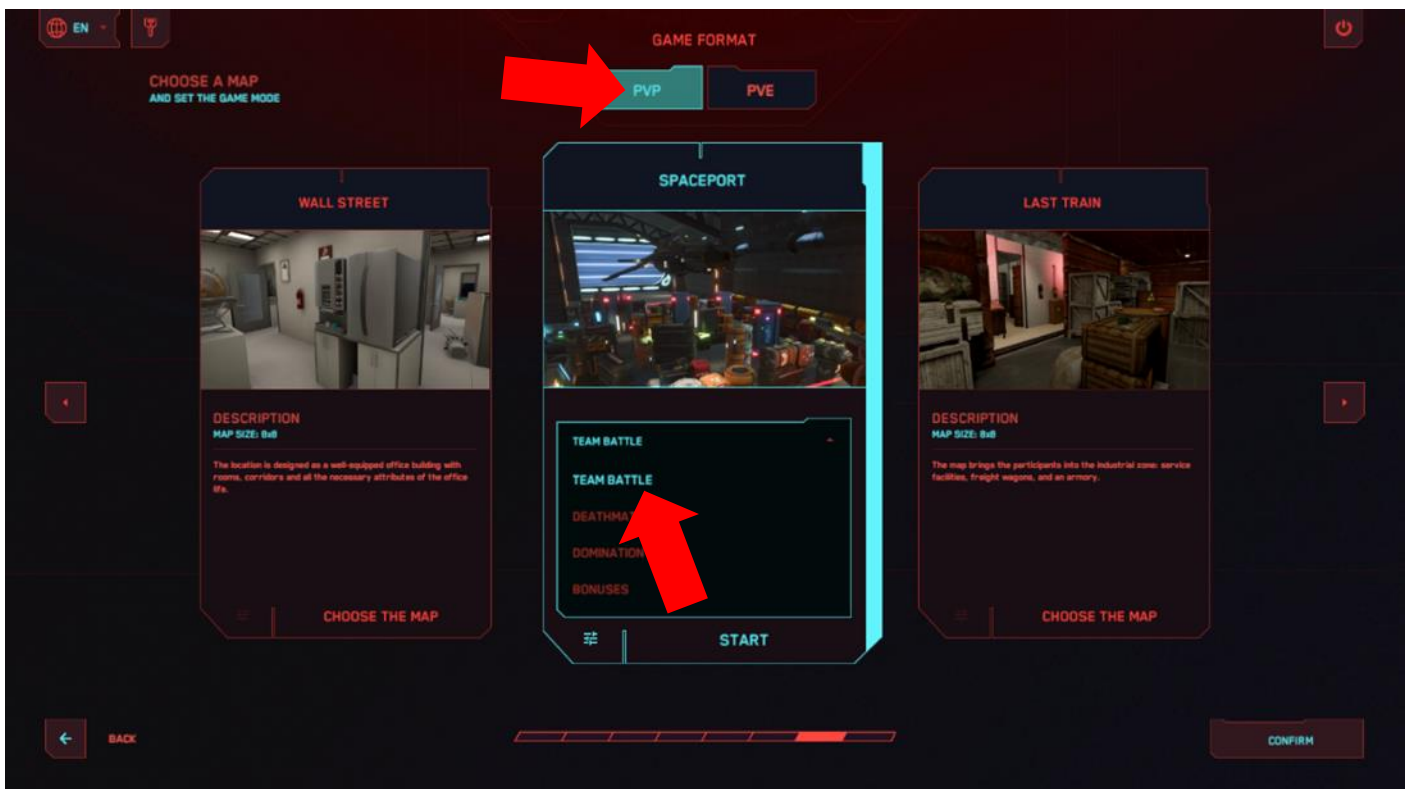 EN
GAME FORMAT
CHOOSE A MAP
AND SET THE GAME MODE
PVP
PVE
WALL STREET
DESCRIPTION
MAP SIZE: 8x8
The location is designed as a well-equipped office building with
rooms, corridors and all the necessary attributes of the office
life.
CHOOSE THE MAP
SPACEPORT
TEAM BATTLE
TEAM BATTLE
DOMINATION
BONUSES
START
LAST TRAIN
DESCRIPTION
MAP SIZE: 8x8
The map brings the participants into the industrial zone: service
facilities, freight wagons, and an armory.
CHOOSE THE MAP
BACK
CONFIRM